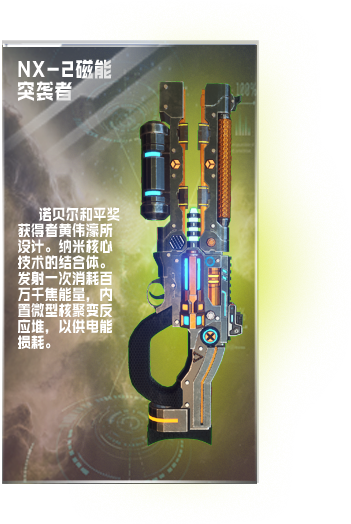 NX-2磁能
突袭者
诺贝尔和平奖
获得者黄伟濠所
设计。纳米核心
技术的结合体。
发射一次消耗百
万千焦能量，内
置微型核聚变反
应堆，以供电能
损耗。